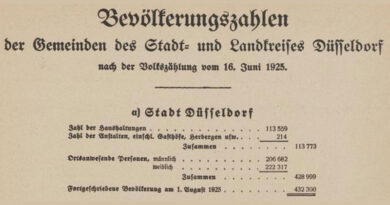 Bevölkerungszahlen
der Gemeinden des Stadt- und Landkreises Düsseldorf
nach der Volkszählung vom 16. Juni 1925.
a) Stadt Düsseldorf
Zahl der Haushaltungen . . . . . . . . . . 113 559
Zahl der Anstalten, einschl. Gasthöfe, Herbergen usw. . . 214
Zusammen . . . . 113 773
Ortsanwesende Personen, männlich . . . . . . . 206 682
weiblich . . . . . . . 222 317
Zusammen . . . . 428 999
Fortgeschriebene Bevölkerung am 1. August 1925 . . . . 432 300